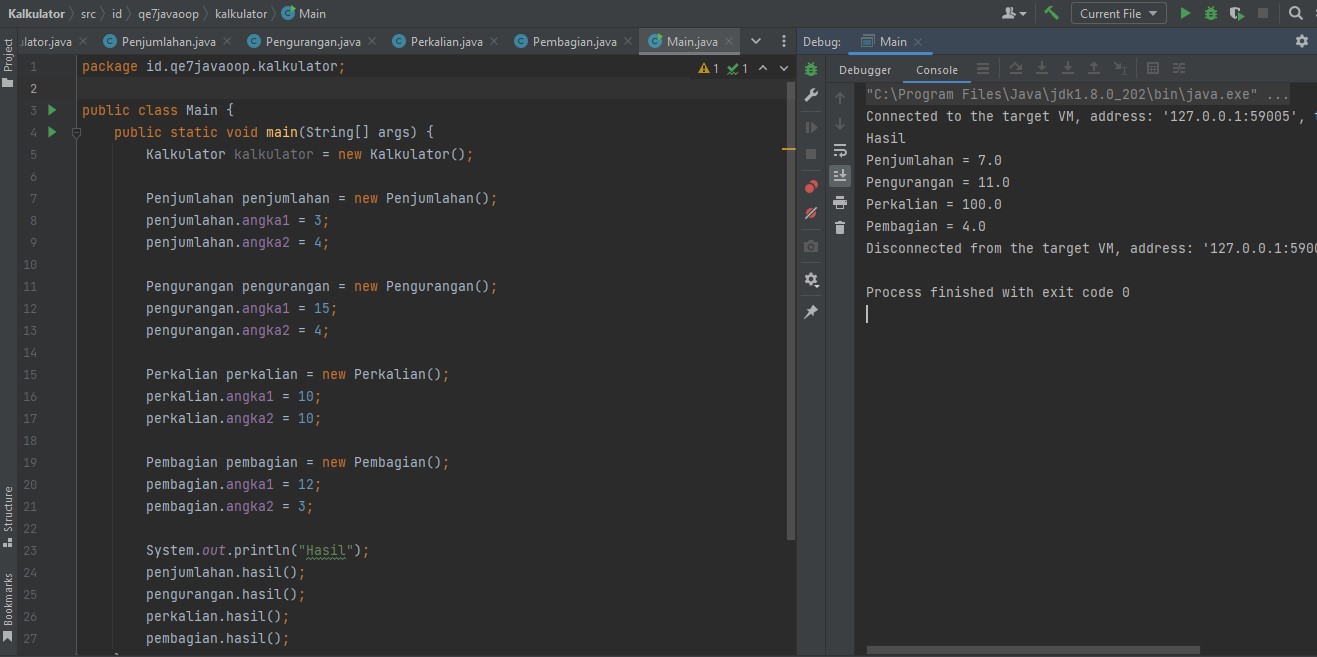 Kalkulator src id qe7javaoop kalkulator Main
Current File
lator.java Penjumlahan.java Pengurangan.java Perkalian.java Pembagian.java Main.java
Project
Structure
Bookmarks
1 package id.qe7javaoop.kalkulator;
1 1
2
3 public class Main {
4 public static void main(String[] args) {
5 Kalkulator kalkulator = new Kalkulator();
6
7 Penjumlahan penjumlahan = new Penjumlahan();
8 penjumlahan.angka1 = 3;
9 penjumlahan.angka2 = 4;
10
11 Pengurangan pengurangan = new Pengurangan();
12 pengurangan.angka1 = 15;
13 pengurangan.angka2 = 4;
14
15 Perkalian perkalian = new Perkalian();
16 perkalian.angka1 = 10;
17 perkalian.angka2 = 10;
18
19 Pembagian pembagian = new Pembagian();
20 pembagian.angka1 = 12;
21 pembagian.angka2 = 3;
22
23 System.out.println("Hasil");
24 penjumlahan.hasil();
25 pengurangan.hasil();
26 perkalian.hasil();
27 pembagian.hasil();
Debug: Main
Debugger Console
"C:\Program Files\Java\jdk1.8.0_202\bin\java.exe" ...
Connected to the target VM, address: '127.0.0.1:59005',
Hasil
Penjumlahan = 7.0
Pengurangan = 11.0
Perkalian = 100.0
Pembagian = 4.0
Disconnected from the target VM, address: '127.0.0.1:5900
Process finished with exit code 0